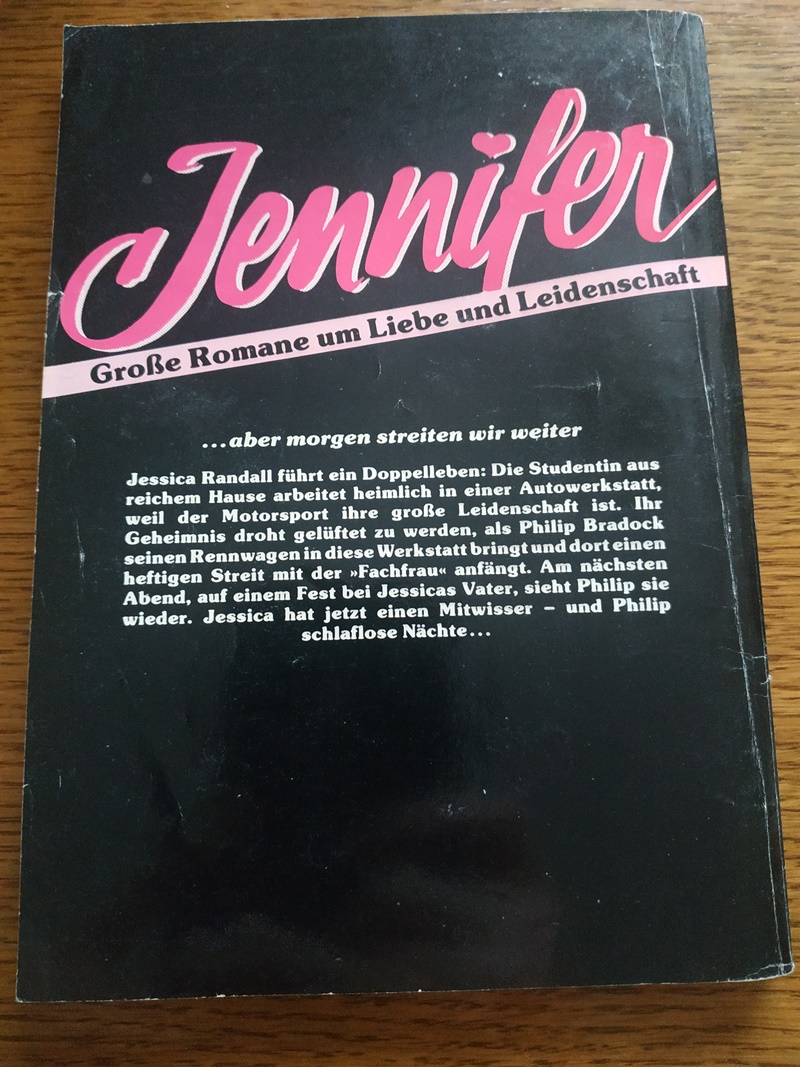 Jennifer
Große Romane um Liebe und Leidenschaft
...aber morgen streiten wir weiter
Jessica Randall führt ein Doppelleben: Die Studentin aus
reichem Hause arbeitet heimlich in einer Autowerkstatt,
weil der Motorsport ihre große Leidenschaft ist. Ihr
Geheimnis droht gelüftet zu werden, als Philip Bradock
seinen Rennwagen in diese Werkstatt bringt und dort einen
heftigen Streit mit der »Fachfrau« anfängt. Am nächsten
Abend, auf einem Fest bei Jessicas Vater, sieht Philip sie
wieder. Jessica hat jetzt einen Mitwisser – und Philip
schlaflose Nächte...